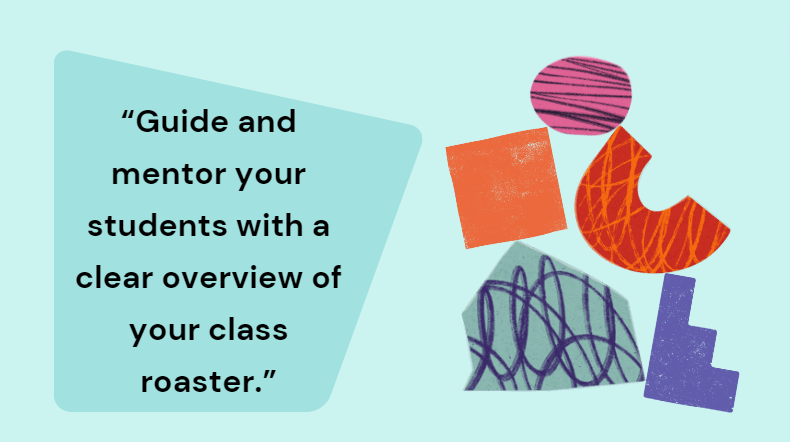 “Guide and
mentor your
students with a
clear overview of
your class
roaster.”